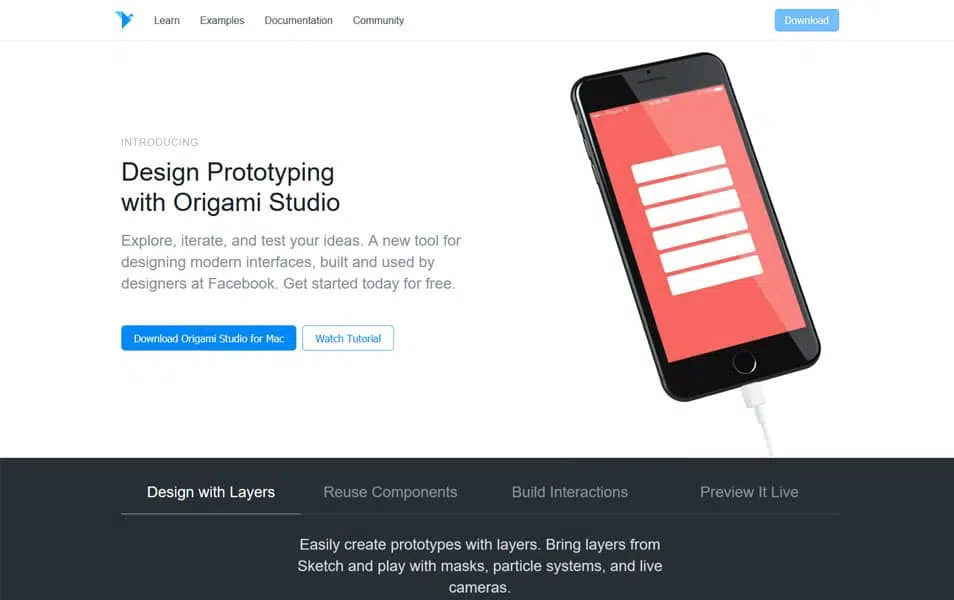 Learn Examples Documentation Community Download
INTRODUCING
Design Prototyping
with Origami Studio
Explore, iterate, and test your ideas. A new tool for
designing modern interfaces, built and used by
designers at Facebook. Get started today for free.
Download Origami Studio for Mac Watch Tutorial
Design with Layers Reuse Components Build Interactions Preview It Live
Easily create prototypes with layers. Bring layers from
Sketch and play with masks, particle systems, and live
cameras.